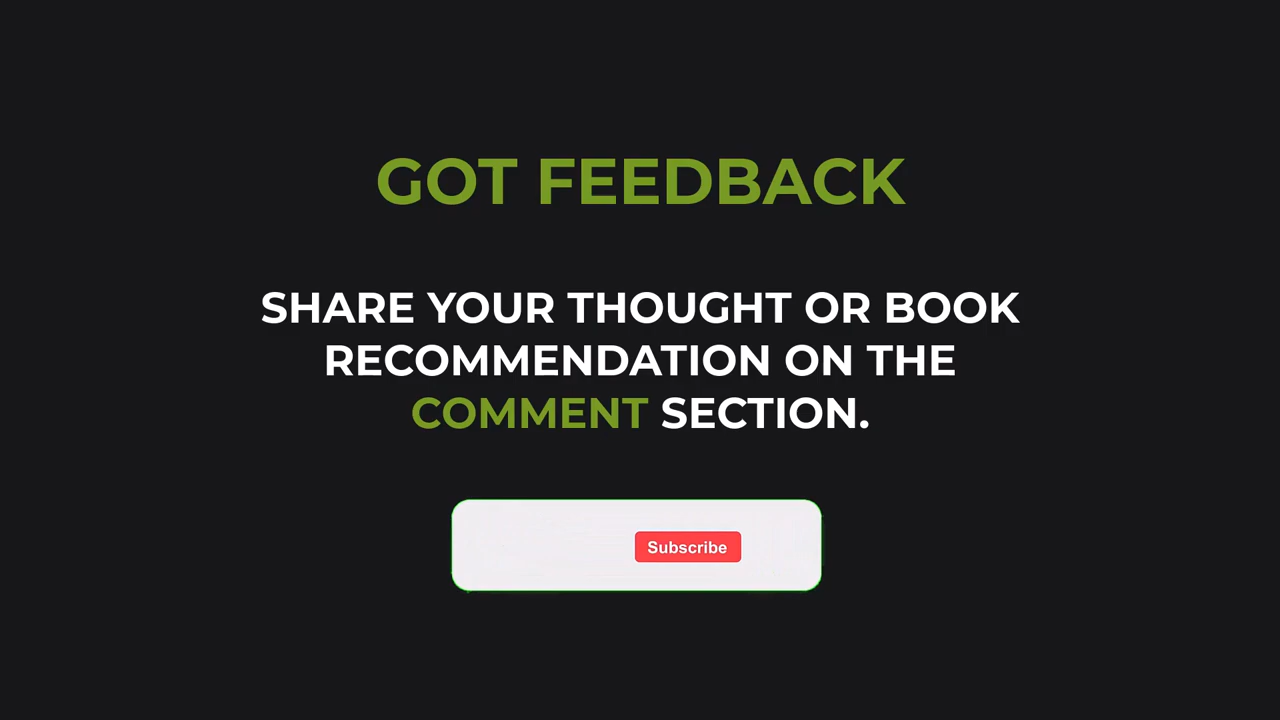 GOT FEEDBACK
SHARE YOUR THOUGHT OR BOOK
RECOMMENDATION ON THE
COMMENT SECTION.
Subscribe